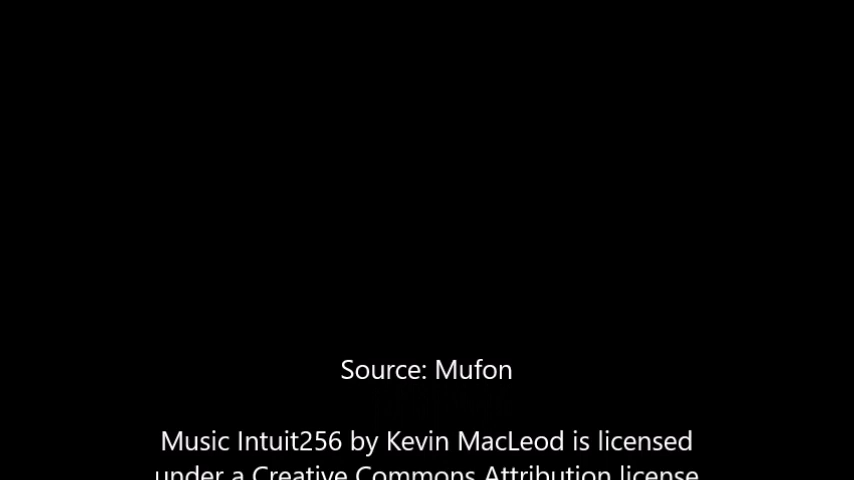 Source: Mufon
Music Intuit256 by Kevin MacLeod is licensed
under a Creative Commons Attribution license